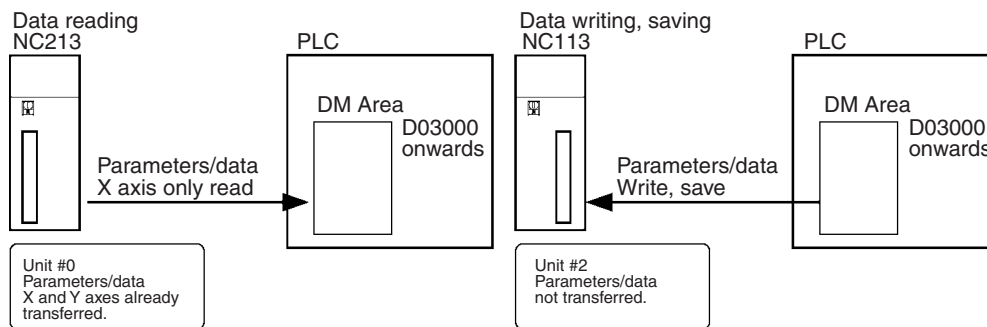 Data reading
NC213
PLC
DM Area
D03000
onwards
Parameters/data
X axis only read
Unit #0
Parameters/data
X and Y axes already
transferred.
Data writing, saving
NC113
PLC
DM Area
D03000
onwards
Parameters/data
Write, save
Unit #2
Parameters/data
not transferred.